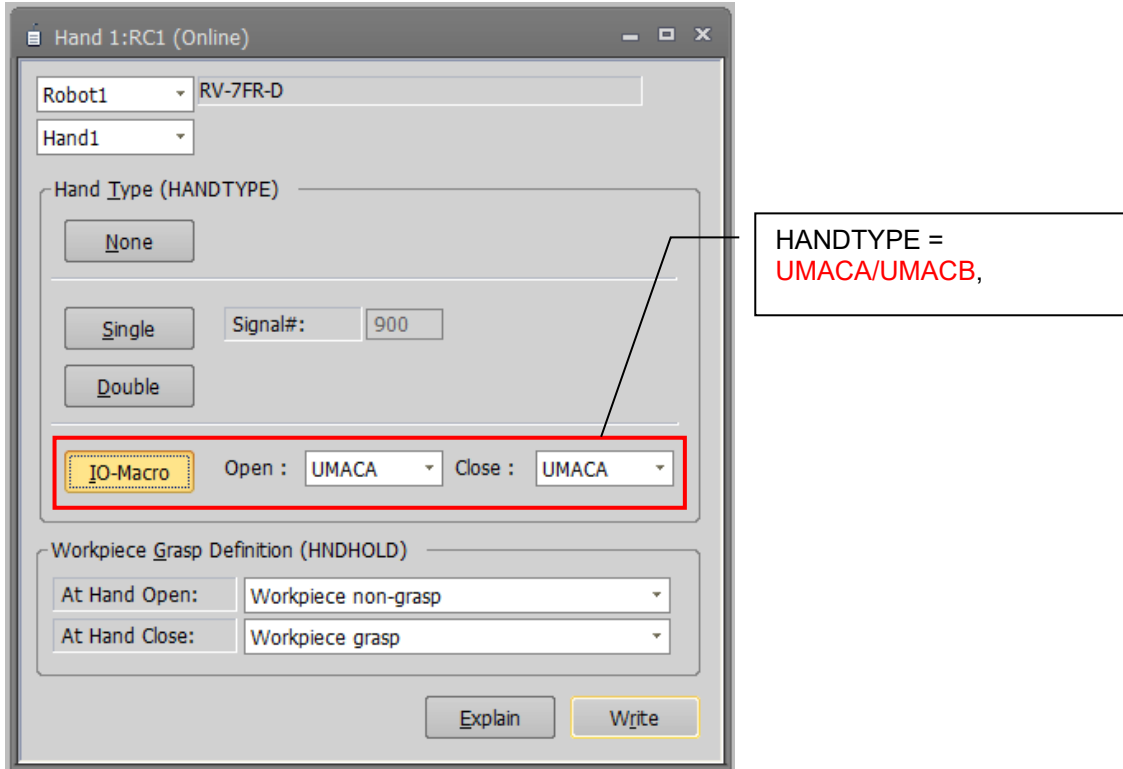 Hand 1:RC1 (Online)
Robot1 RV-7FR-D
Hand1
Hand Type (HANDTYPE)
None
Single Signal#: 900
Double
IO-Macro Open : UMACA Close : UMACA
Workpiece Grasp Definition (HNDHOLD)
At Hand Open: Workpiece non-grasp
At Hand Close: Workpiece grasp
Explain Write
HANDTYPE =
UMACA/UMACB,